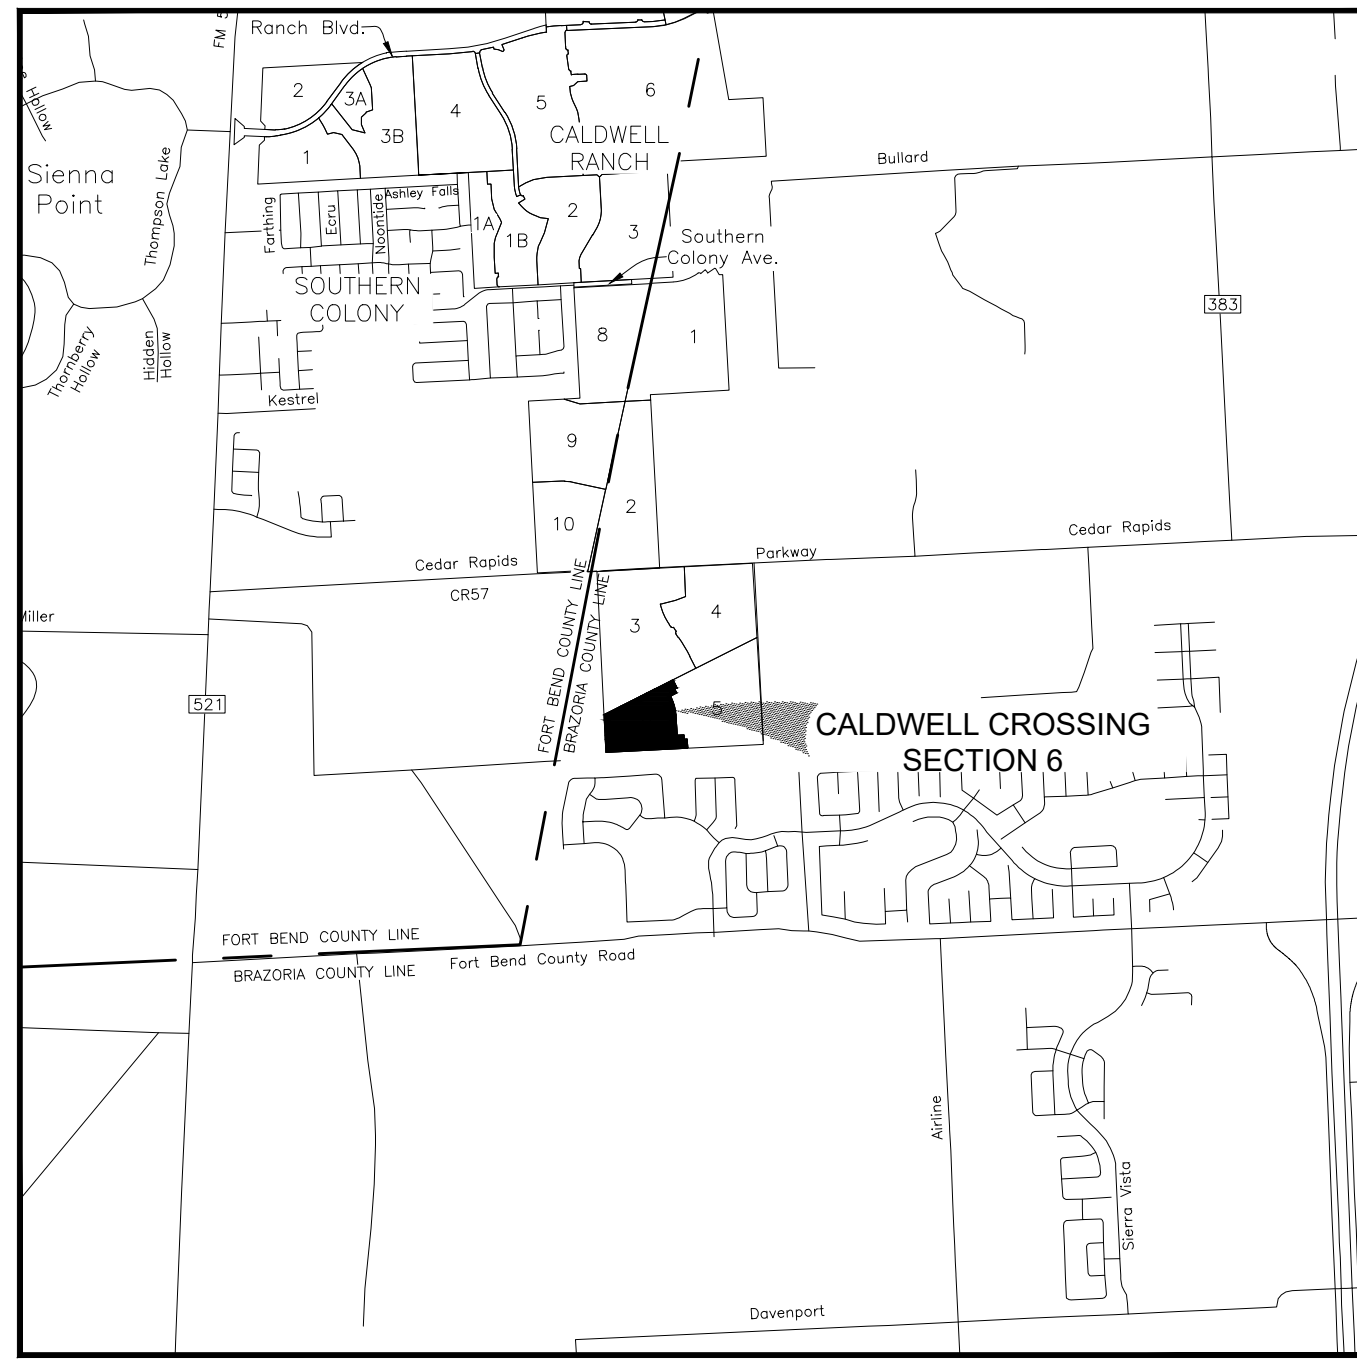 FM 5
Ranch Blvd.
Hollow
2
3A
3B
4
5
6
1
CALDWELL
RANCH
Bullard
Sienna
Point
Thompson Lake
Farthing
Ecru
Noontide
Ashley Falls
1A
1B
2
3
Southern
Colony Ave.
SOUTHERN
COLONY
383
Thornberry
Hollow
Hidden
Hollow
8
1
Kestrel
9
2
10
Cedar Rapids
Parkway
Cedar Rapids
CR57
Miller
FORT BEND COUNTY LINE
BRAZORIA COUNTY LINE
3
4
521
5
CALDWELL CROSSING
SECTION 6
FORT BEND COUNTY LINE
BRAZORIA COUNTY LINE
Fort Bend County Road
Airline
Sierra Vista
Davenport